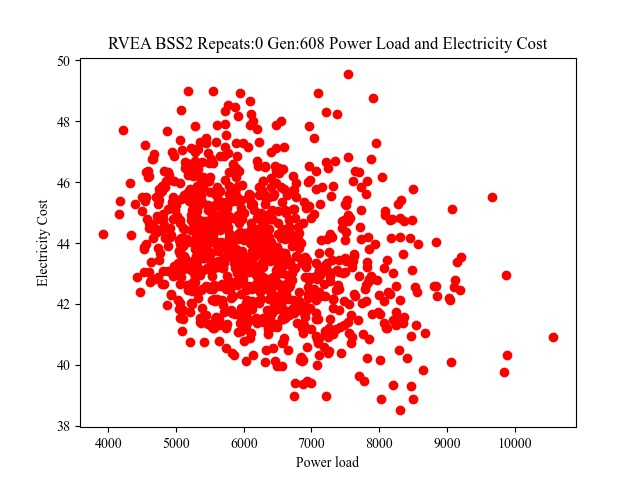 RVEA BSS2 Repeats:0 Gen:608 Power Load and Electricity Cost
50
48
46
44
42
40
38
Electricity Cost
4000 5000 6000 7000 8000 9000 10000
Power load